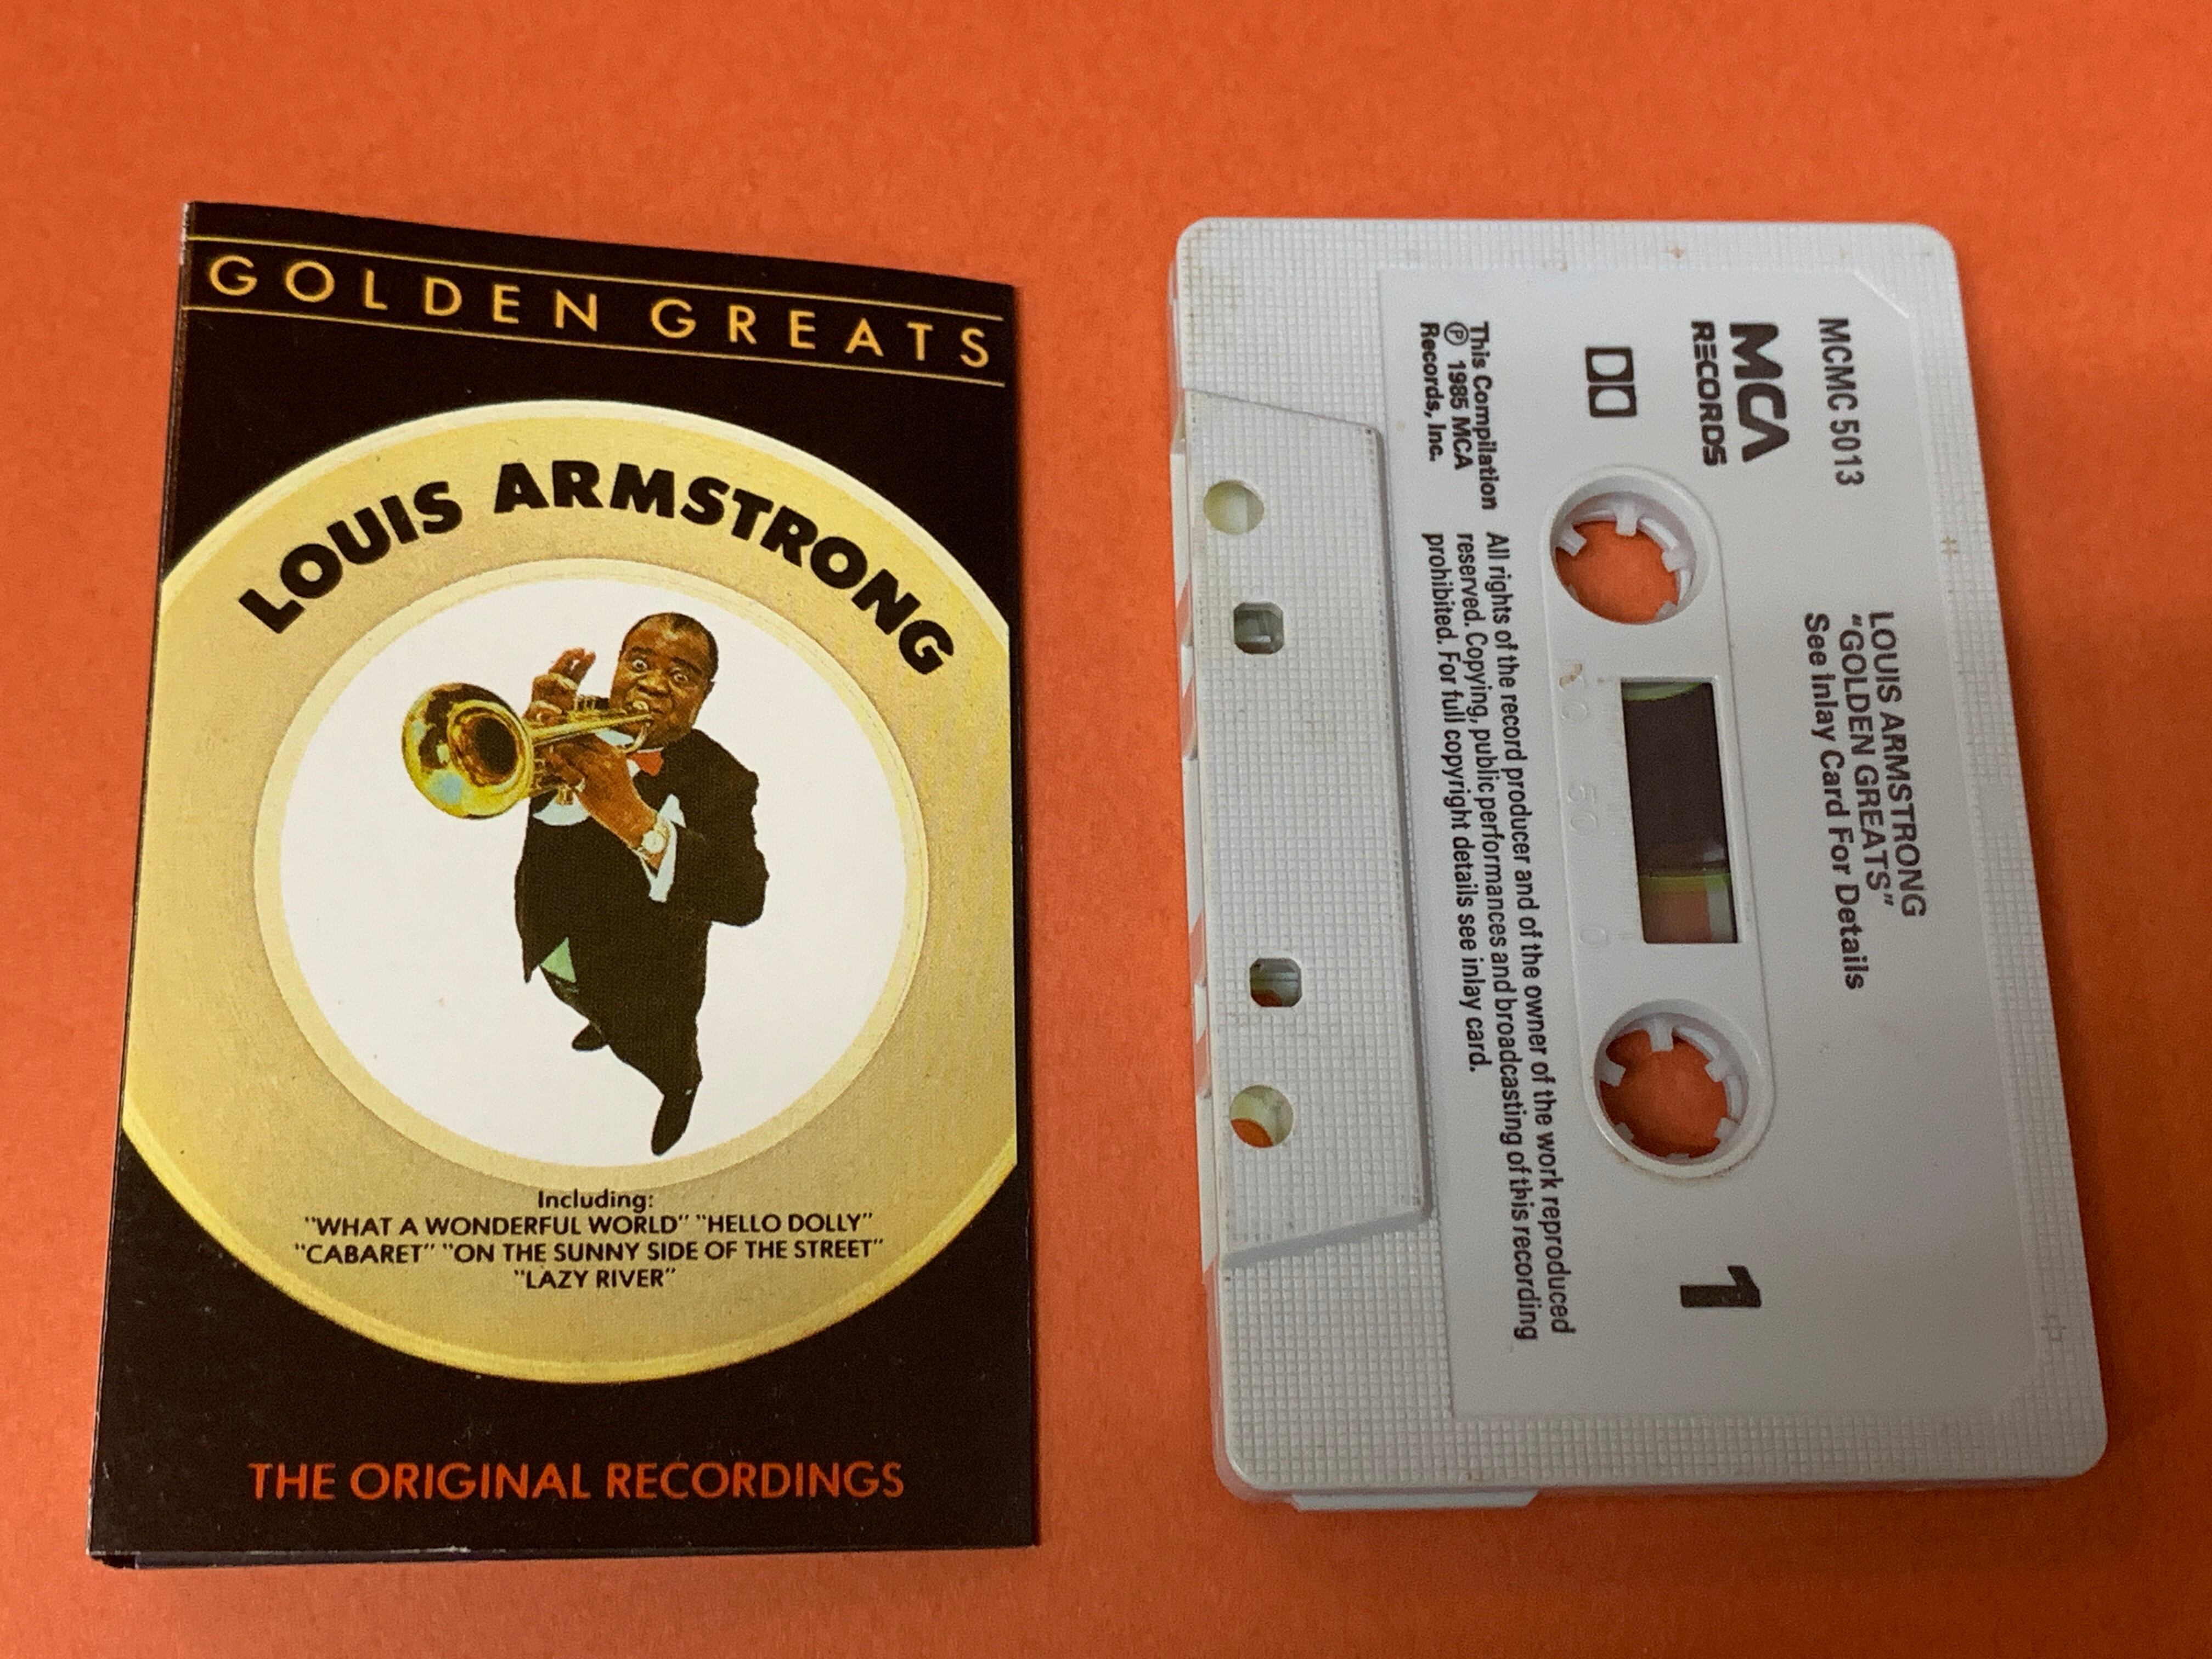 GOLDEN GREATS
LOUIS ARMSTRONG
Including:
"WHAT A WONDERFUL WORLD" "HELLO DOLLY"
"CABARET" "ON THE SUNNY SIDE OF THE STREET"
"LAZY RIVER"
THE ORIGINAL RECORDINGS
MCMC 5013
LOUIS ARMSTRONG
"GOLDEN GREATS"
See Inlay Card For Details
MCA
RECORDS
1
50
0
This Compilation
℗ 1985 MCA
Records, Inc.
All rights of the record producer and of the owner of the work reproduced
reserved. Copying, public performances and broadcasting of this recording
prohibited. For full copyright details see inlay card.